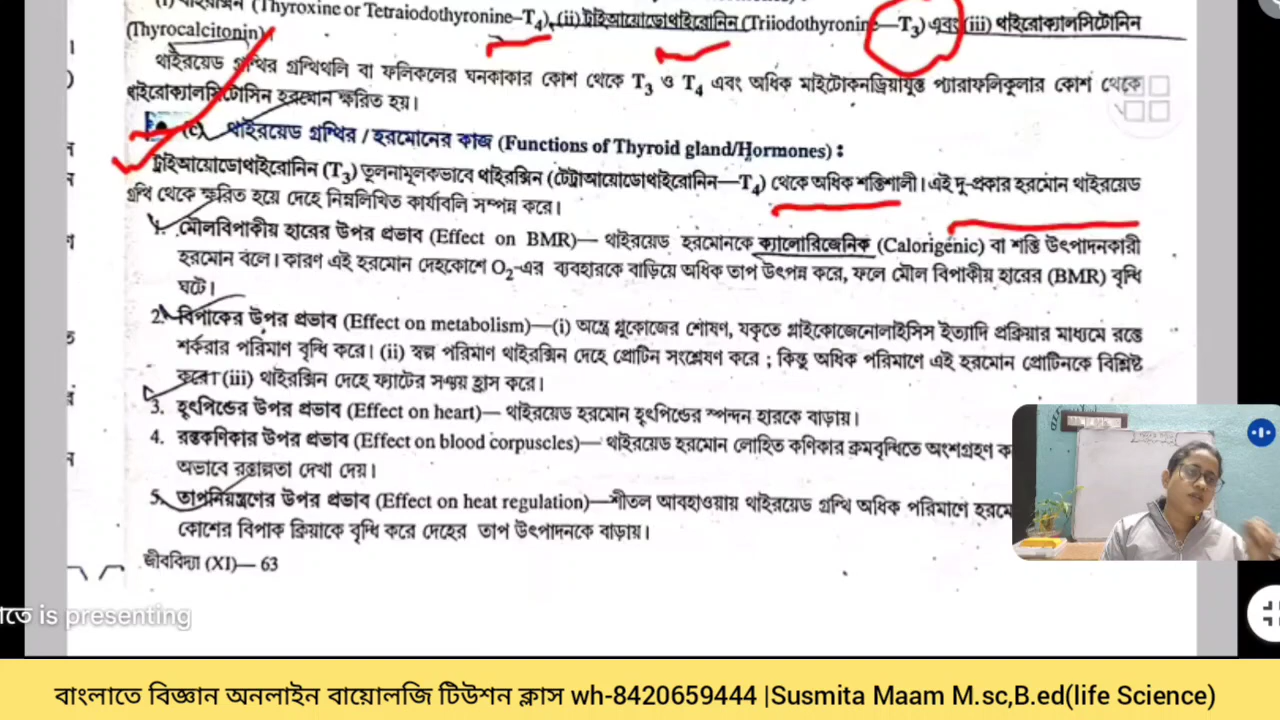 (Thyroxine or Tetraiodothyronine–T4), (ii) ট্রাইআয়োডোথাইরোনিন (Triiodothyronine—T3) এবং (iii) থাইরোক্যালসিটোনিন
(Thyrocalcitonin)।
থাইরয়েড গ্রন্থির গ্রন্থিথলি বা ফলিকলের ঘনকাকার কোশ থেকে T3 ও T4 এবং অধিক মাইটোকনড্রিয়াযুক্ত প্যারাফলিকুলার কোশ থেকে
থাইরোক্যালসিটোসিন হরমোন ক্ষরিত হয়।
(c) থাইরয়েড গ্রন্থির / হরমোনের কাজ (Functions of Thyroid gland/Hormones) :
ট্রাইআয়োডোথাইরোনিন (T3) তুলনামূলকভাবে থাইরক্সিন (টেট্রাআয়োডোথাইরোনিন—T4) থেকে অধিক শক্তিশালী। এই দু-প্রকার হরমোন থাইরয়েড
গ্রন্থি থেকে ক্ষরিত হয়ে দেহে নিম্নলিখিত কার্যাবলি সম্পন্ন করে।
1. মৌলবিপাকীয় হারের উপর প্রভাব (Effect on BMR)— থাইরয়েড হরমোনকে ক্যালোরিজেনিক (Calorigenic) বা শক্তি উৎপাদনকারী
হরমোন বলে। কারণ এই হরমোন দেহকোশে O2-এর ব্যবহারকে বাড়িয়ে অধিক তাপ উৎপন্ন করে, ফলে মৌল বিপাকীয় হারের (BMR) বৃদ্ধি
ঘটে।
2. বিপাকের উপর প্রভাব (Effect on metabolism)—(i) অন্ত্রে গ্লুকোজের শোষণ, যকৃতে গ্লাইকোজেনোলাইসিস ইত্যাদি প্রক্রিয়ার মাধ্যমে রক্তে
শর্করার পরিমাণ বৃদ্ধি করে। (ii) স্বল্প পরিমাণ থাইরক্সিন দেহে প্রোটিন সংশ্লেষণ করে ; কিন্তু অধিক পরিমাণে এই হরমোন প্রোটিনকে বিশ্লিষ্ট
করে। (iii) থাইরক্সিন দেহে ফ্যাটের সঞ্চয় হ্রাস করে।
3. হৃৎপিন্ডের উপর প্রভাব (Effect on heart)— থাইরয়েড হরমোন হৃৎপিন্ডের স্পন্দন হারকে বাড়ায়।
4. রক্তকণিকার উপর প্রভাব (Effect on blood corpuscles)— থাইরয়েড হরমোন লোহিত কণিকার ক্রমবৃদ্ধিতে অংশগ্রহণ
অভাবে রক্তাল্পতা দেখা দেয়।
5. তাপনিয়ন্ত্রণের উপর প্রভাব (Effect on heat regulation)—শীতল আবহাওয়ায় থাইরয়েড গ্রন্থি অধিক পরিমাণে
কোশের বিপাক ক্রিয়াকে বৃদ্ধি করে দেহের তাপ উৎপাদনকে বাড়ায়।
জীববিদ্যা (XI)— 63
is presenting
বাংলাতে বিজ্ঞান অনলাইন বায়োলজি টিউশন ক্লাস wh-8420659444 |Susmita Maam M.sc,B.ed(life Science)